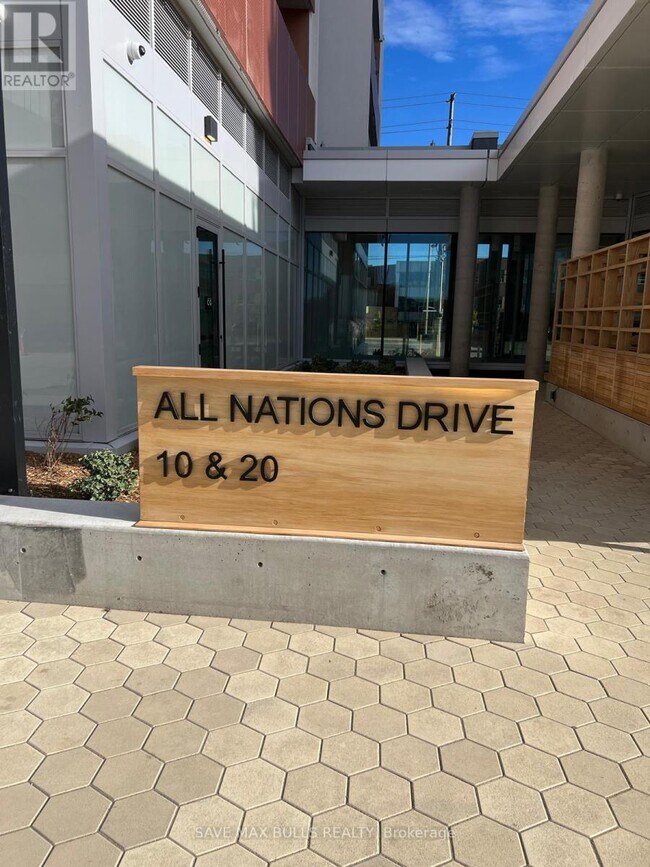 R
REALTOR®
ALL NATIONS DRIVE
10 & 20
SAVE MAX BULLS REALTY Brokerage